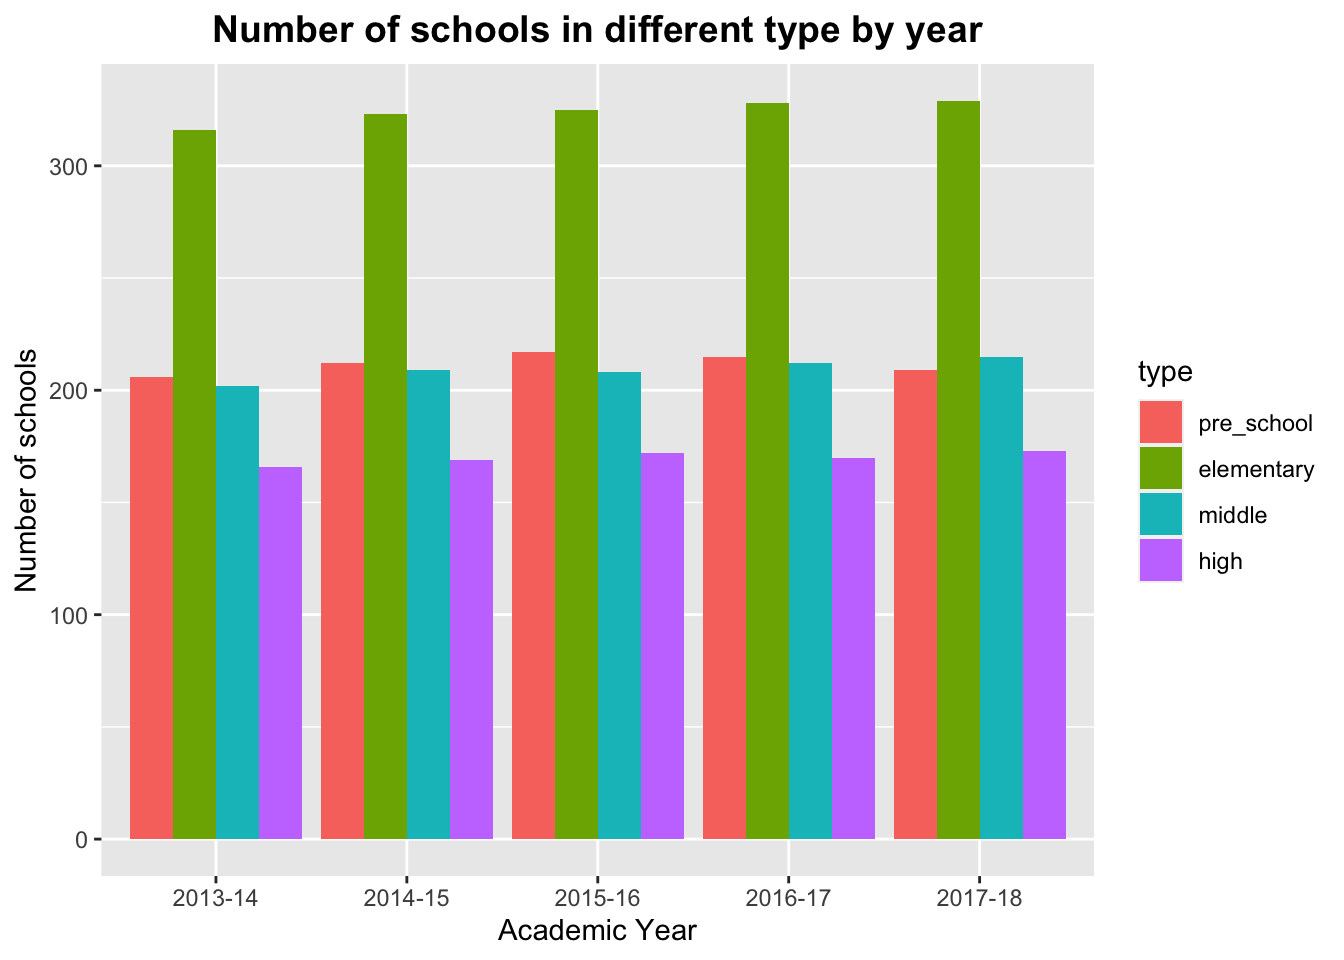 Number of schools in different type by year
Number of schools
300
200
100
0
2013-14 2014-15 2015-16 2016-17 2017-18
Academic Year
type
pre_school
elementary
middle
high